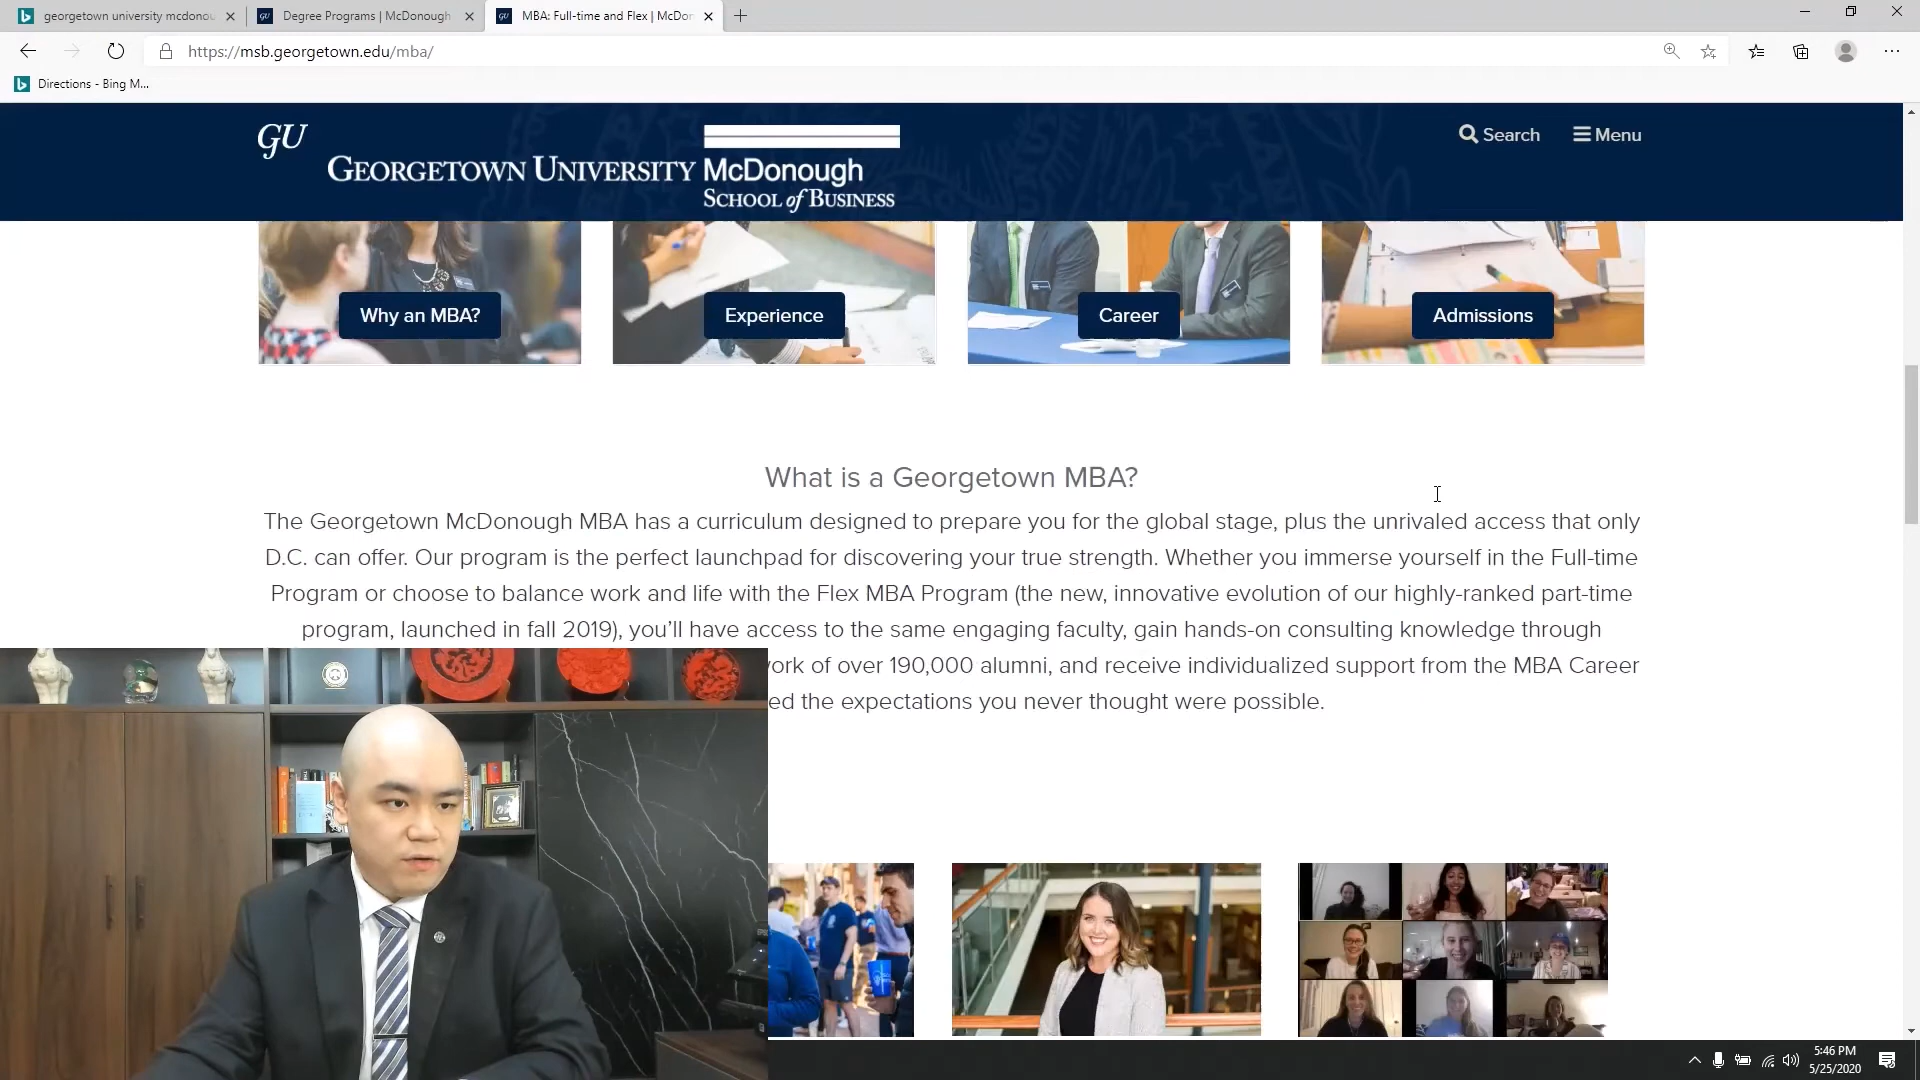 georgetown university mcdonou
Degree Programs | McDonough
MBA: Full-time and Flex | McDon
https://msb.georgetown.edu/mba/
Directions - Bing M...
GU
GEORGETOWN UNIVERSITY
McDonough
SCHOOL of BUSINESS
Search
Menu
Why an MBA?
Experience
Career
Admissions
What is a Georgetown MBA?
The Georgetown McDonough MBA has a curriculum designed to prepare you for the global stage, plus the unrivaled access that only
D.C. can offer. Our program is the perfect launchpad for discovering your true strength. Whether you immerse yourself in the Full-time
Program or choose to balance work and life with the Flex MBA Program (the new, innovative evolution of our highly-ranked part-time
program, launched in fall 2019), you’ll have access to the same engaging faculty, gain hands-on consulting knowledge through
ork of over 190,000 alumni, and receive individualized support from the MBA Career
ed the expectations you never thought were possible.
5:46 PM
5/25/2020